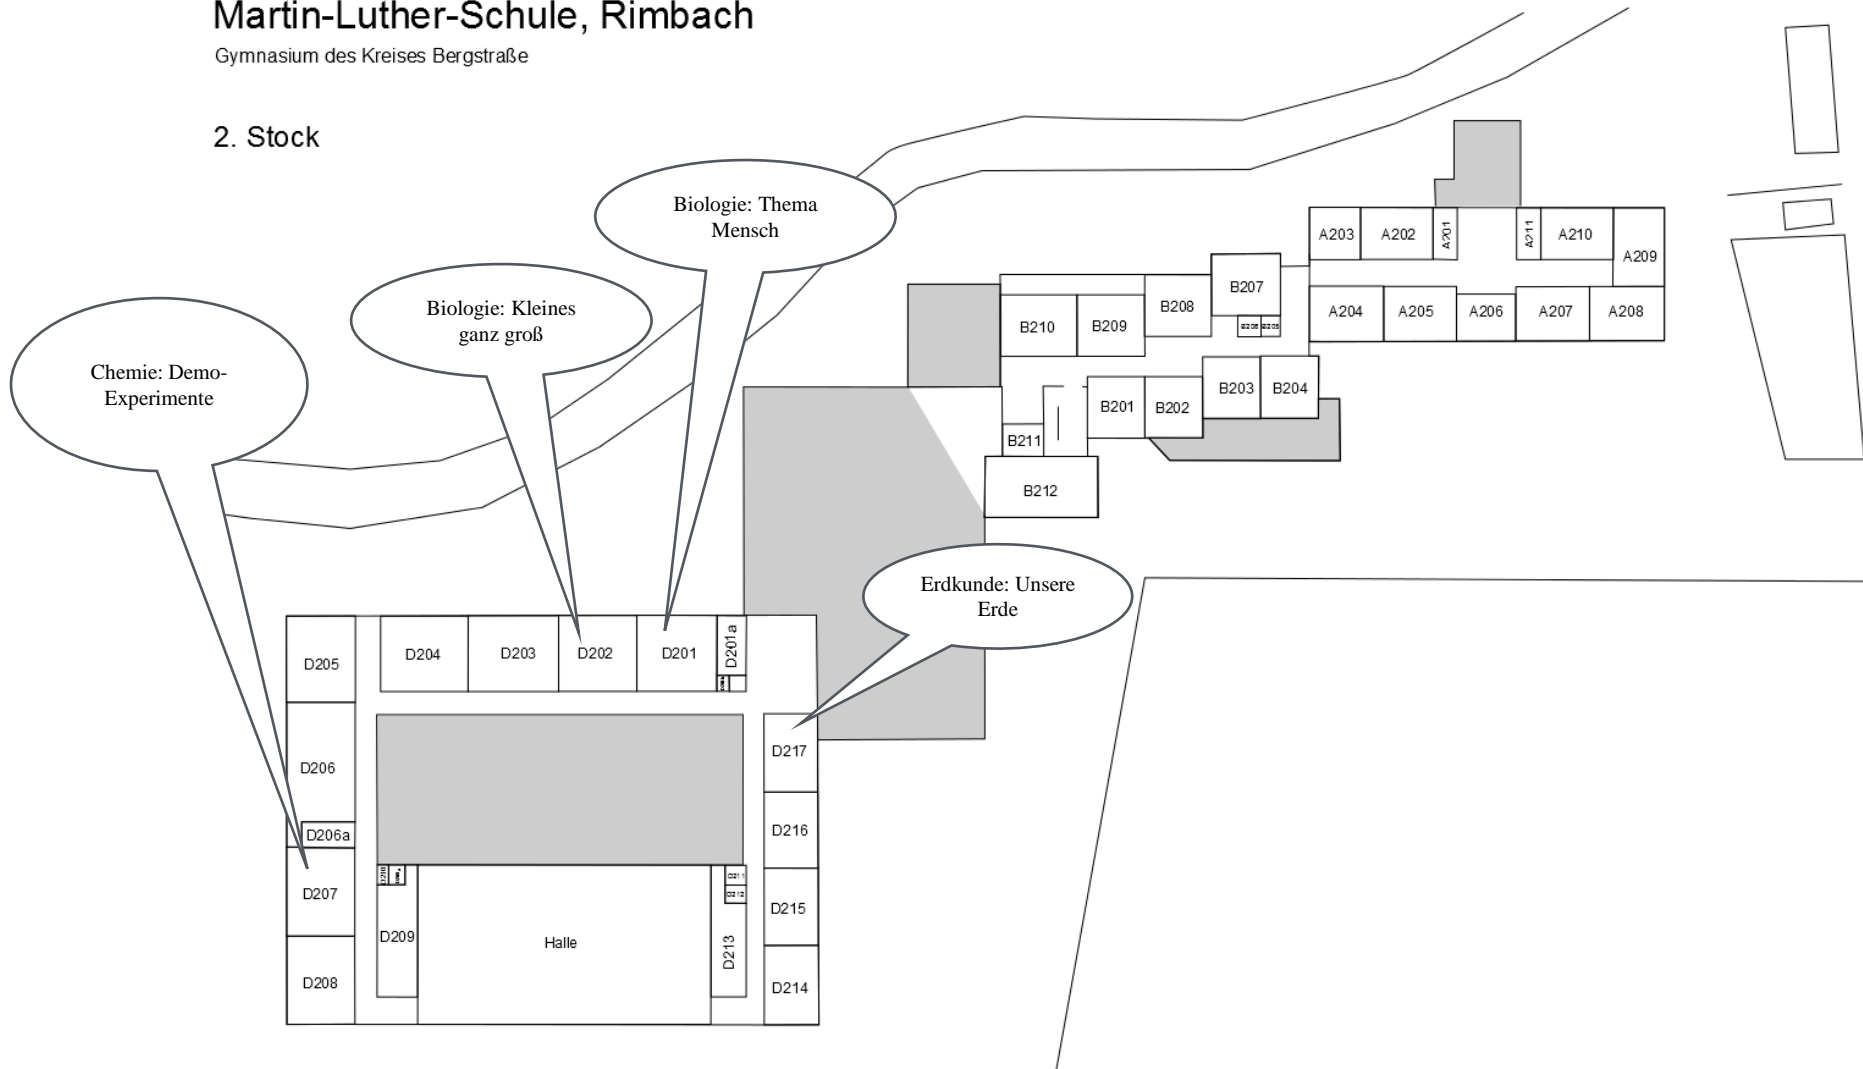 Martin-Luther-Schule, Rimbach
Gymnasium des Kreises Bergstraße
2. Stock
Biologie: Thema
Mensch
Biologie: Kleines
ganz groß
Chemie: Demo-
Experimente
Erdkunde: Unsere
Erde
A203
A202
A201
A211
A210
A209
A204
A205
A206
A207
A208
B207
B208
B209
B210
B206
B205
B201
B202
B203
B204
B211
B212
D205
D204
D203
D202
D201
D201a
D206
D206a
D207
D208
D209
D210
Halle
D211
D212
D213
D217
D216
D215
D214